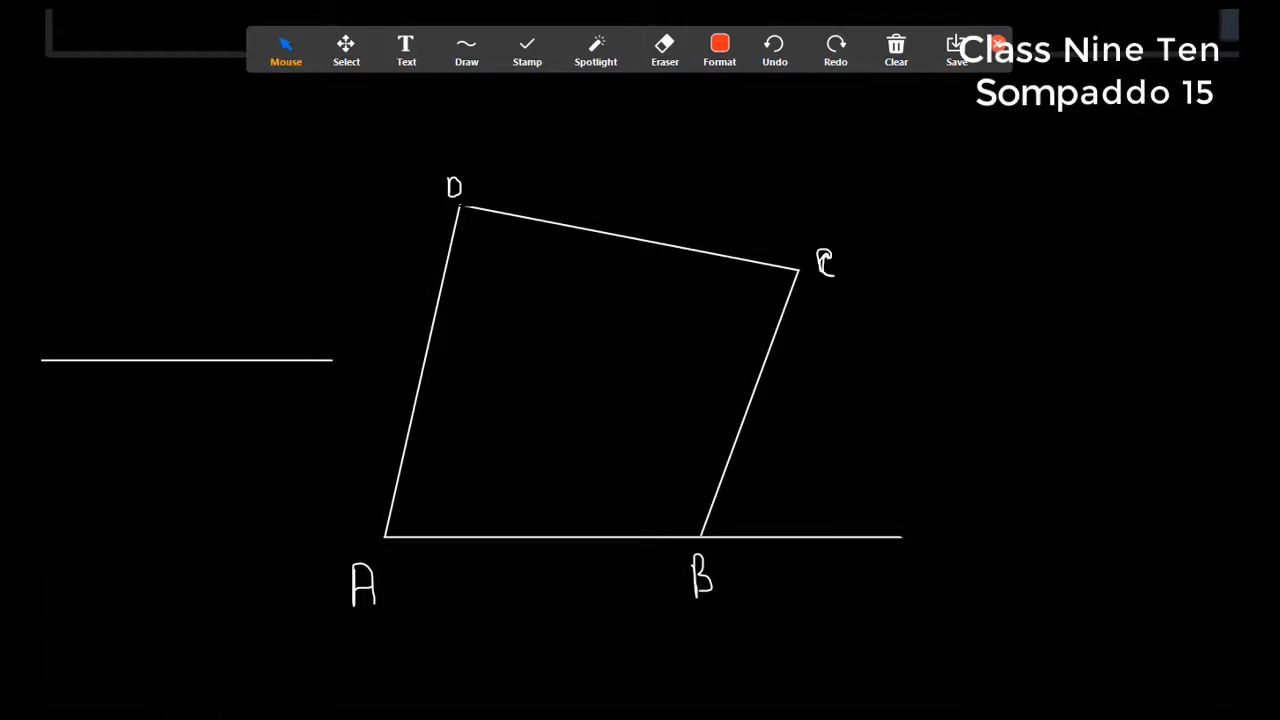 Mouse Select Text Draw Stamp Spotlight Eraser Format Undo Redo Clear Save
Class Nine Ten
Sompaddo 15
D
C
A
B